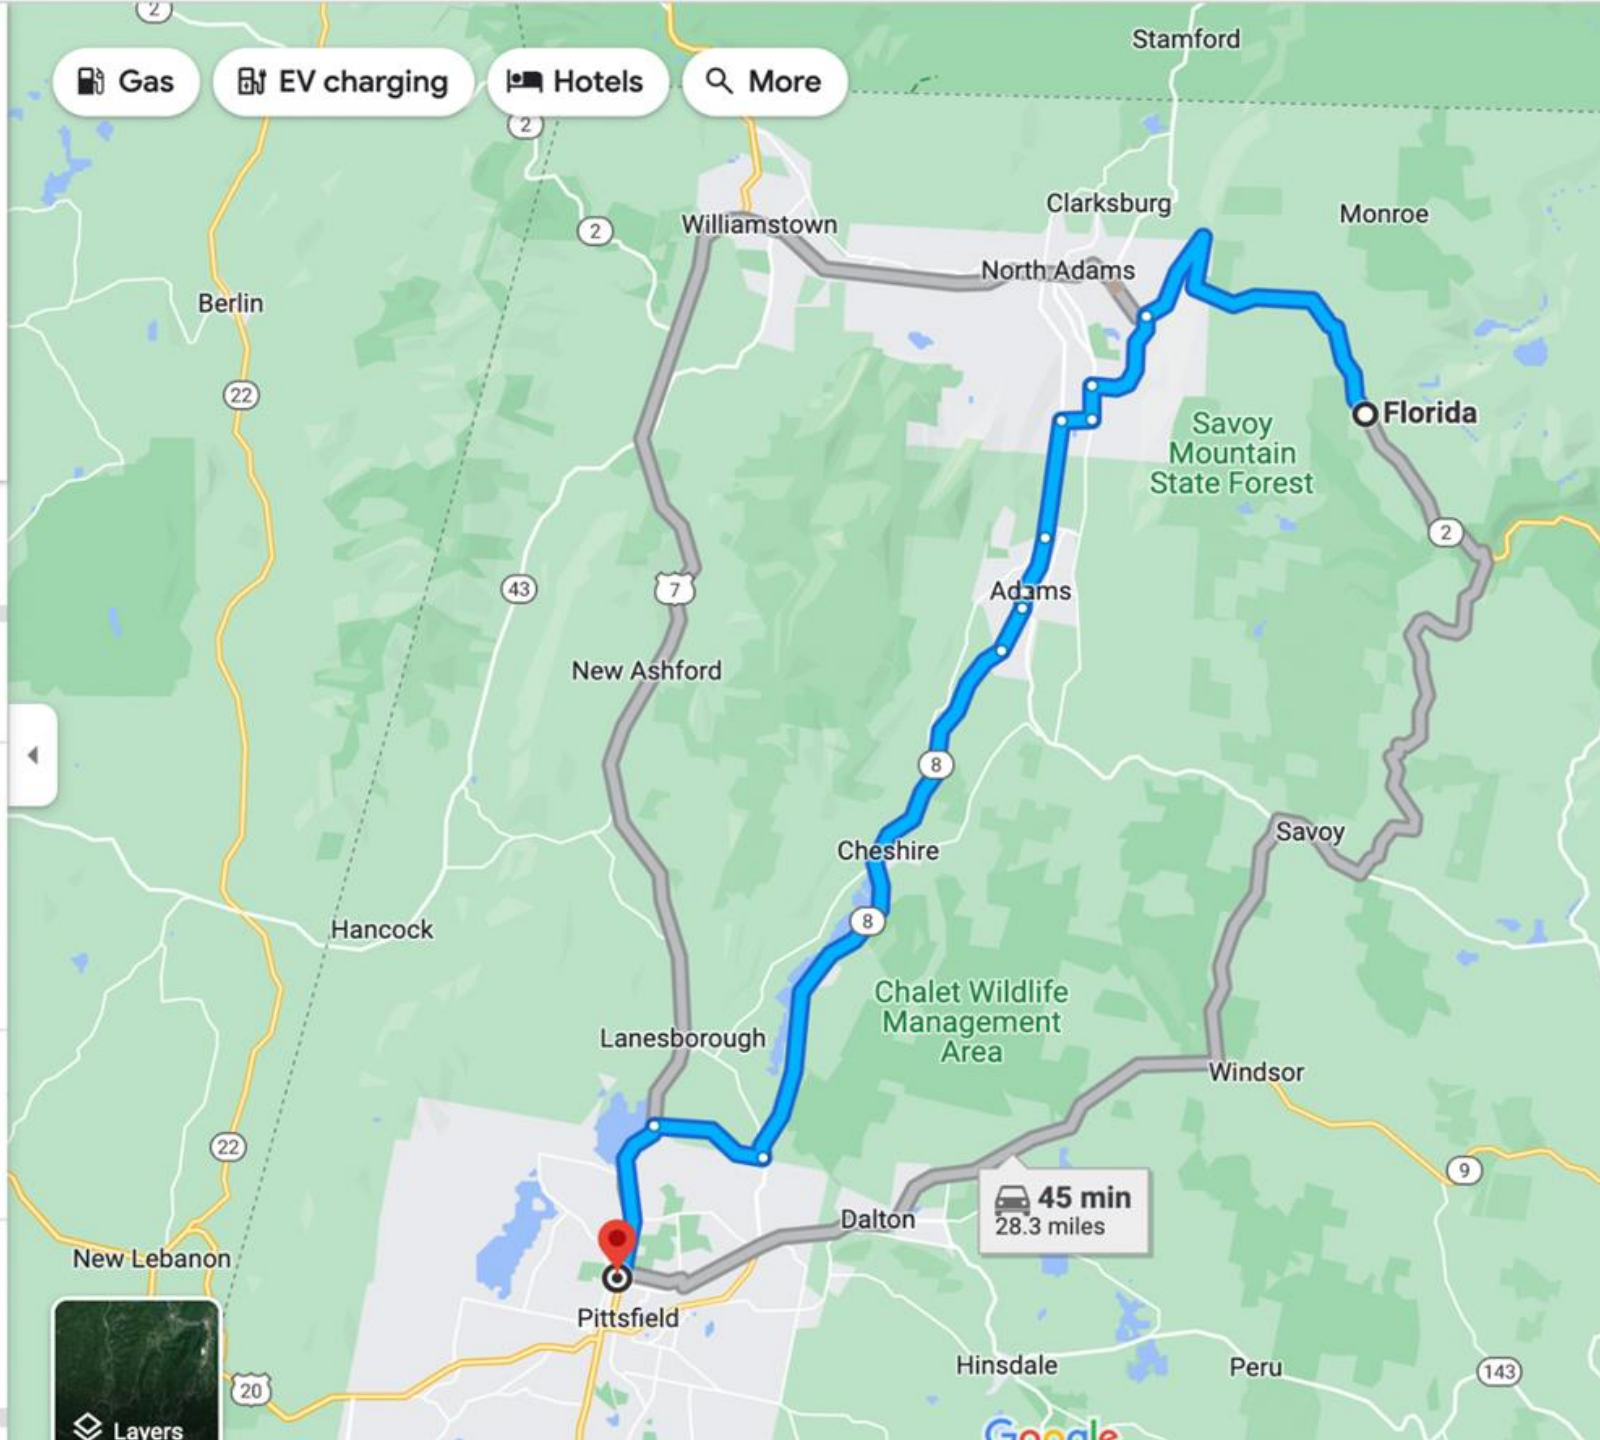 2
Stamford
Gas
EV charging
Hotels
More
2
Clarksburg
Monroe
Williamstown
2
North Adams
Berlin
22
Florida
Savoy
Mountain
State Forest
2
43
7
Adams
New Ashford
8
Savoy
Cheshire
8
Hancock
Chalet Wildlife
Management
Area
Lanesborough
Windsor
22
9
45 min
28.3 miles
Dalton
New Lebanon
Pittsfield
Hinsdale
Peru
143
20
Layers
Google